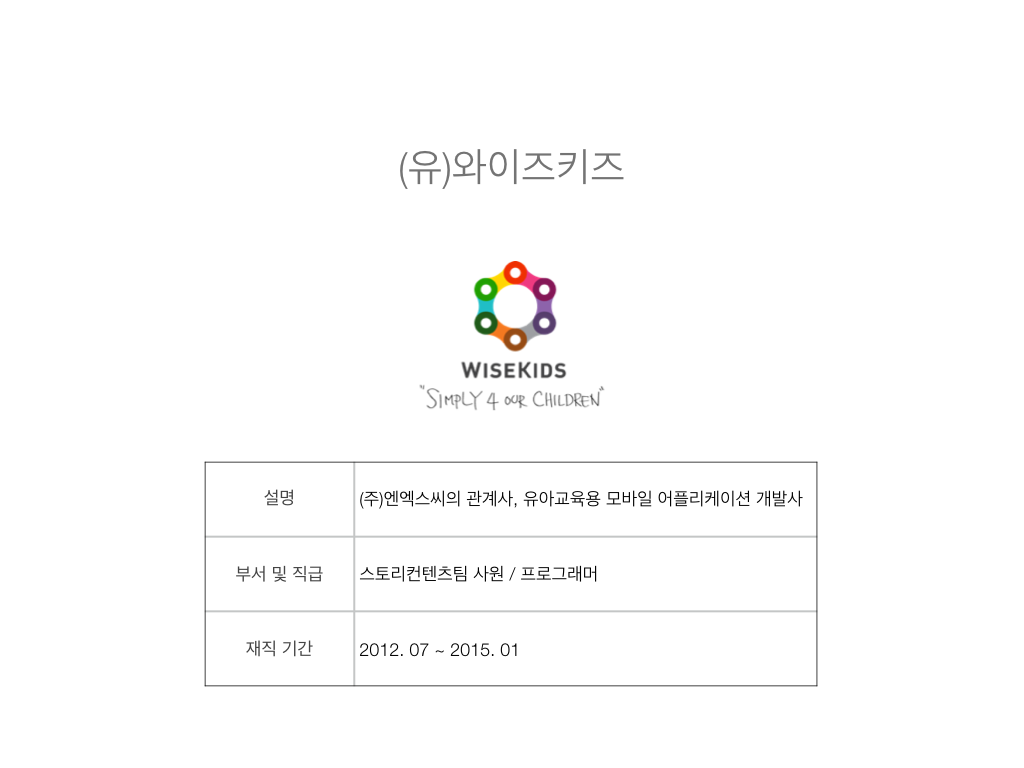 (유)와이즈키즈
WISEKIDS
"SIMPLY 4 OUR CHILDREN"
설명
(주)엔엑스씨의 관계사, 유아교육용 모바일 어플리케이션 개발사
부서 및 직급
스토리컨텐츠팀 사원 / 프로그래머
재직 기간
2012. 07 ~ 2015. 01